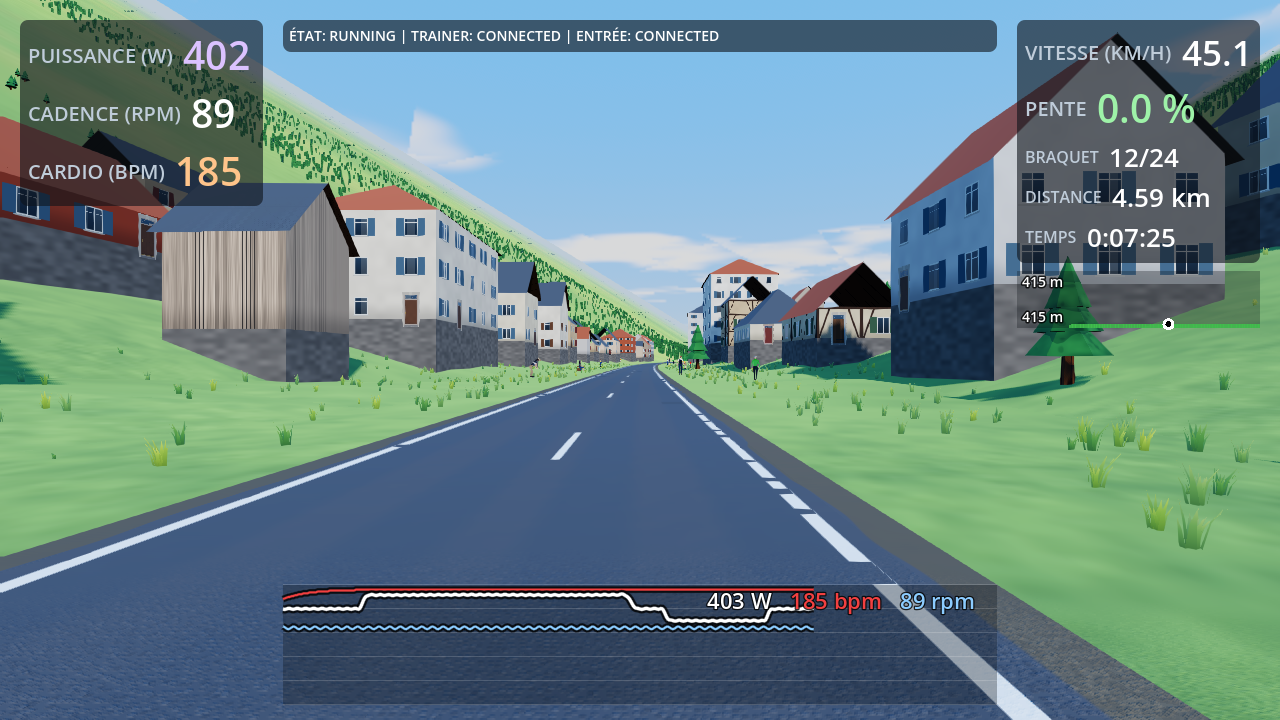 PUISSANCE (W) 402
CADENCE (RPM) 89
CARDIO (BPM) 185
ÉTAT: RUNNING | TRAINER: CONNECTED | ENTRÉE: CONNECTED
VITESSE (KM/H) 45.1
PENTE 0.0 %
BRAQUET 12/24
DISTANCE 4.59 km
TEMPS 0:07:25
415 m
415 m
403 W 185 bpm 89 rpm